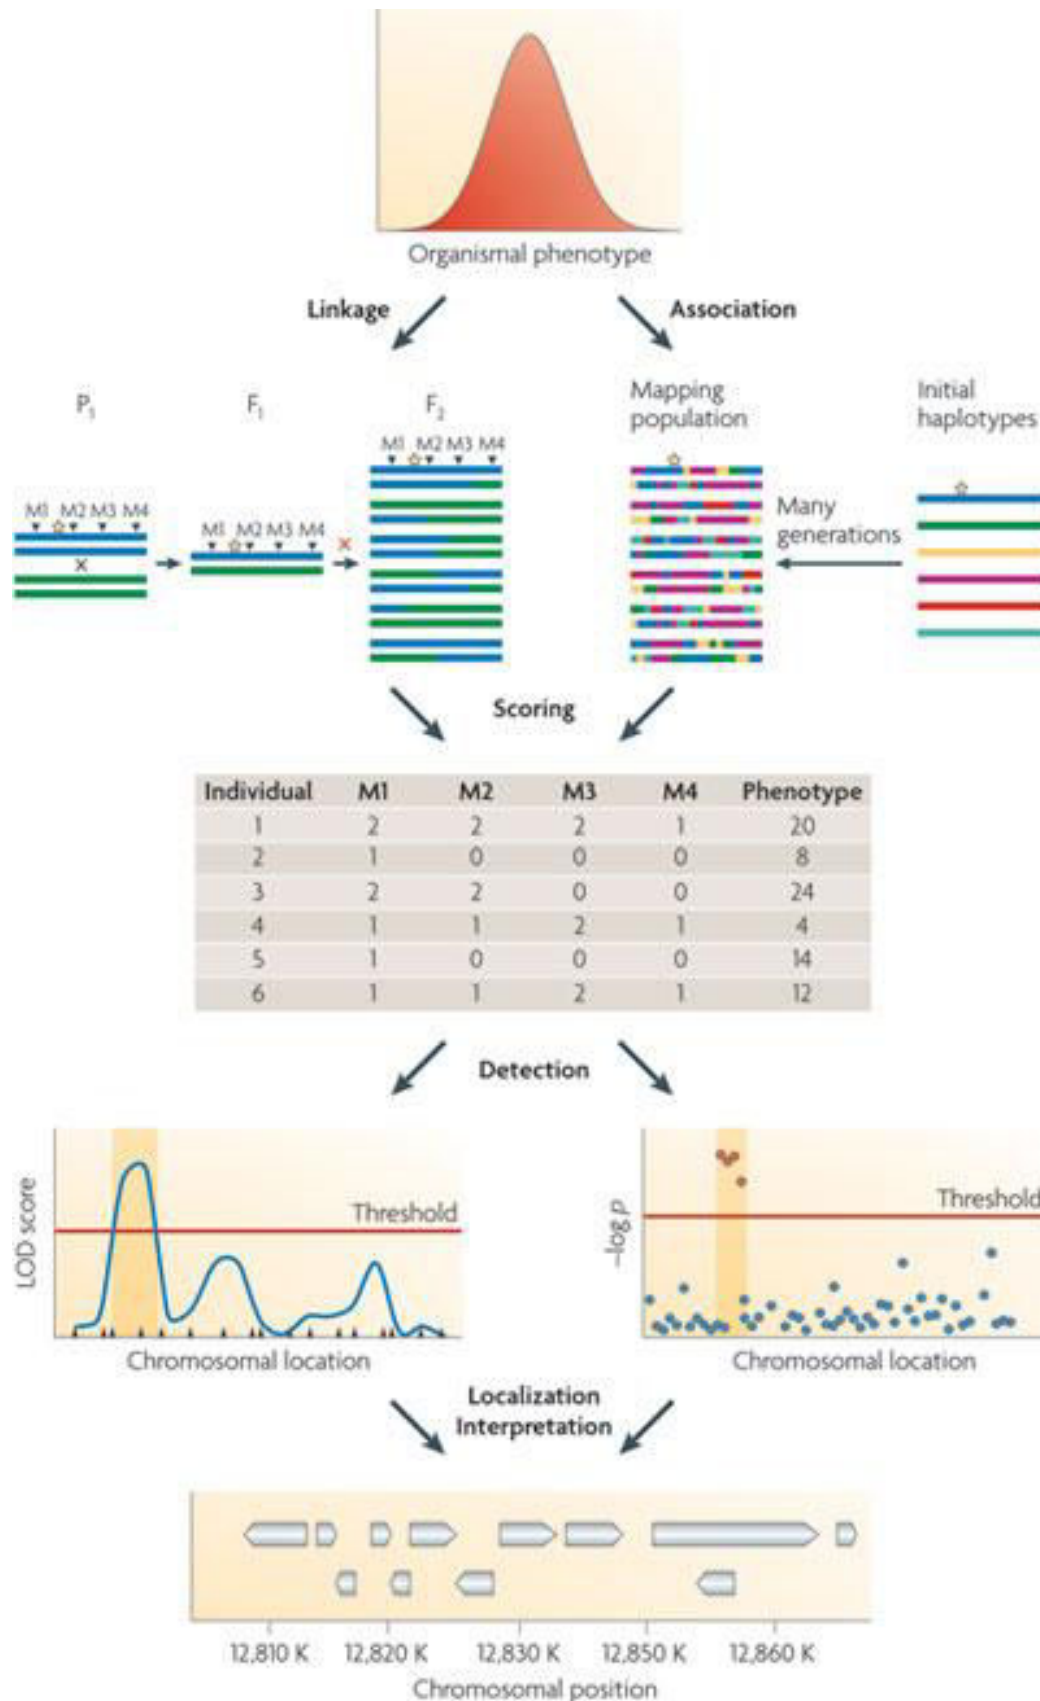 Organismal phenotype
Linkage
Association
P1
F1
F2
Mapping population
Initial haplotypes
M1 M2 M3 M4
M1 M2 M3 M4
M1 M2 M3 M4
Many generations
×
×
Scoring
Individual M1 M2 M3 M4 Phenotype
1 2 2 2 1 20
2 1 0 0 0 8
3 2 2 0 0 24
4 1 1 2 1 4
5 1 0 0 0 14
6 1 1 2 1 12
Detection
LOD score
Threshold
Chromosomal location
–log P
Threshold
Chromosomal location
Localization
Interpretation
12,810 K 12,820 K 12,830 K 12,850 K 12,860 K
Chromosomal position